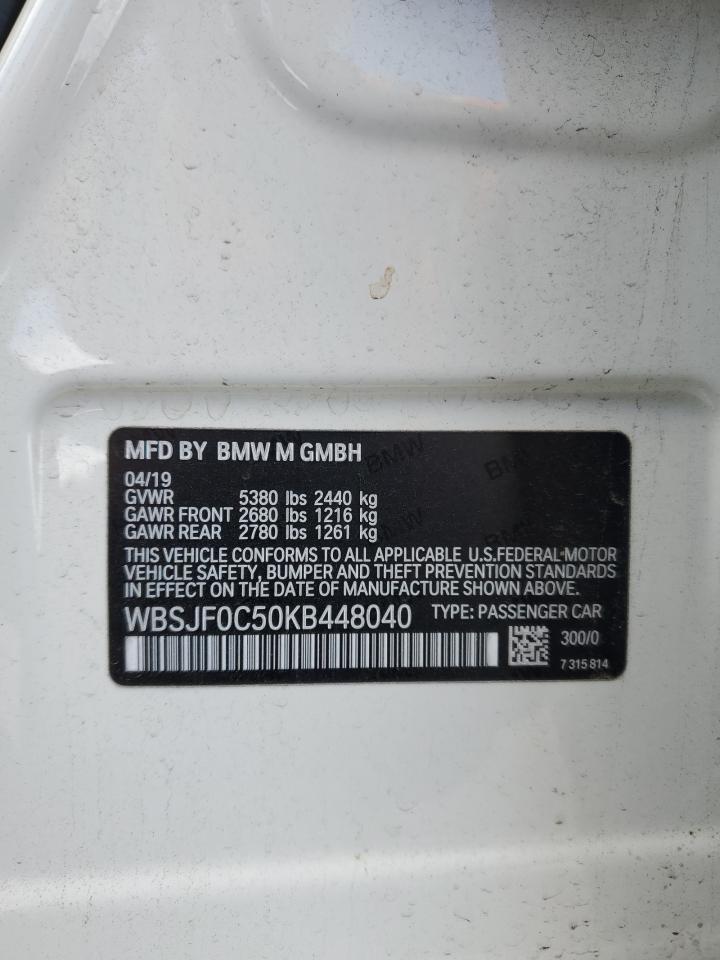 MFD BY BMW M GMBH
04/19
GVWR 5380 lbs 2440 kg
GAWR FRONT 2680 lbs 1216 kg
GAWR REAR 2780 lbs 1261 kg
THIS VEHICLE CONFORMS TO ALL APPLICABLE U.S.FEDERAL MOTOR
VEHICLE SAFETY, BUMPER AND THEFT PREVENTION STANDARDS
IN EFFECT ON THE DATE OF MANUFACTURE SHOWN ABOVE.
WBSJF0C50KB448040 TYPE: PASSENGER CAR
300/0
7 315 814